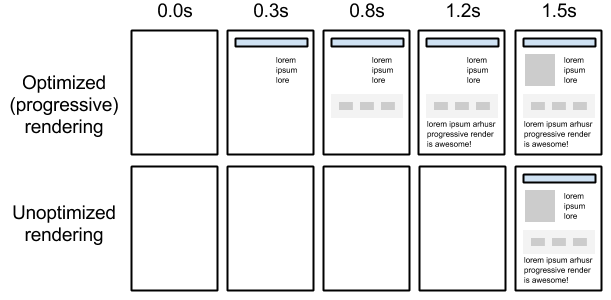 0.0s 0.3s 0.8s 1.2s 1.5s
Optimized
(progressive)
rendering
lorem
ipsum
lore
lorem
ipsum
lore
lorem
ipsum
lore
lorem ipsum arhusr
progressive render
is awesome!
lorem
ipsum
lore
lorem ipsum arhusr
progressive render
is awesome!
Unoptimized
rendering
lorem
ipsum
lore
lorem ipsum arhusr
progressive render
is awesome!